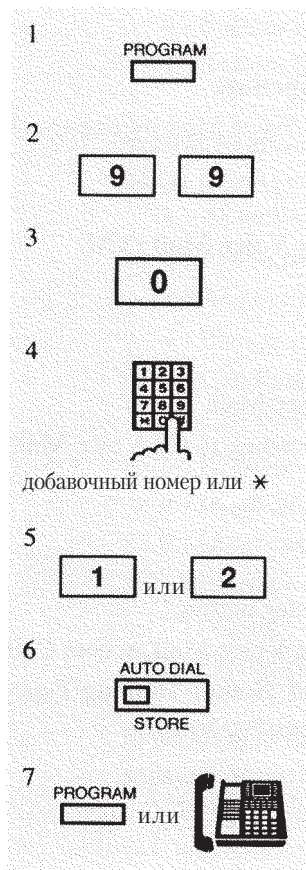 1
PROGRAM
2
9 9
3
0
4
1 2 3
4 5 6
7 8 9
* 0 #
добавочный номер или *
5
1 или 2
6
AUTO DIAL
STORE
7
PROGRAM
или